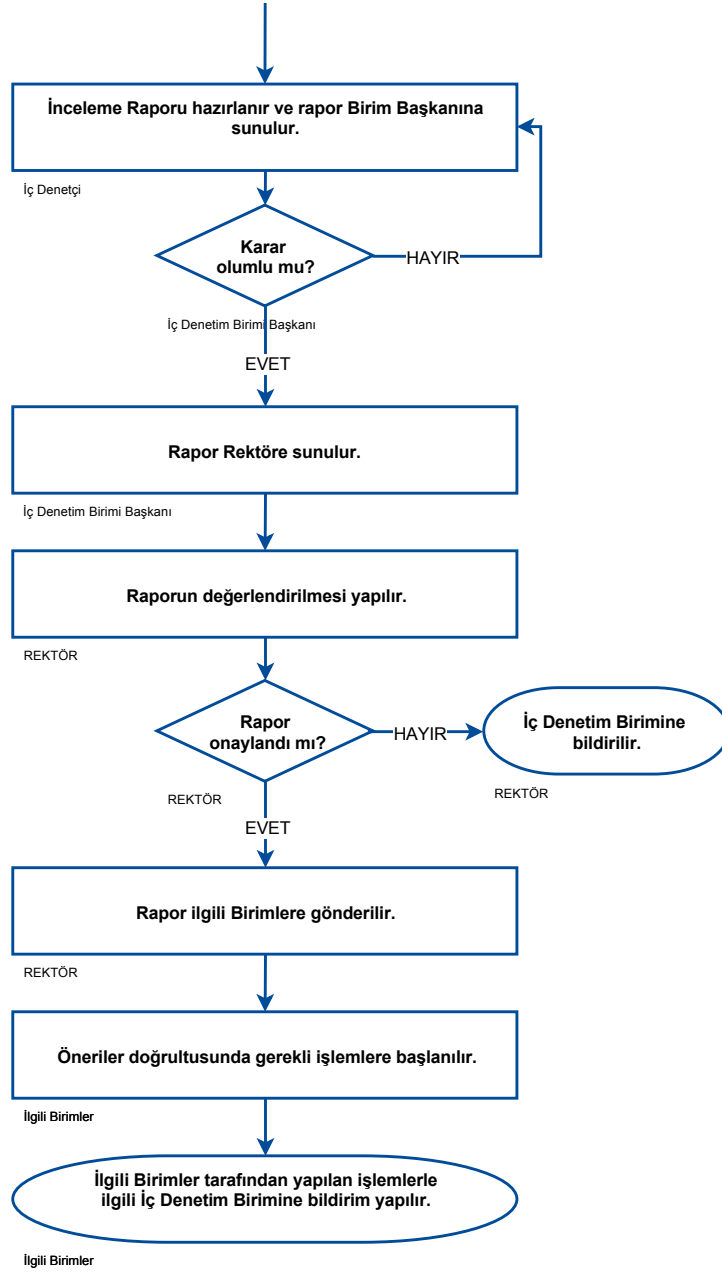 İnceleme Raporu hazırlanır ve rapor Birim Başkanına
sunulur.
İç Denetçi
Karar
olumlu mu?
HAYIR
İç Denetim Birimi Başkanı
EVET
Rapor Rektöre sunulur.
İç Denetim Birimi Başkanı
Raporun değerlendirilmesi yapılır.
REKTÖR
Rapor
onaylandı mı?
HAYIR
İç Denetim Birimine
bildirilir.
REKTÖR
REKTÖR
EVET
Rapor ilgili Birimlere gönderilir.
REKTÖR
Öneriler doğrultusunda gerekli işlemlere başlanılır.
İlgili Birimler
İlgili Birimler tarafından yapılan işlemlerle
ilgili İç Denetim Birimine bildirim yapılır.
İlgili Birimler